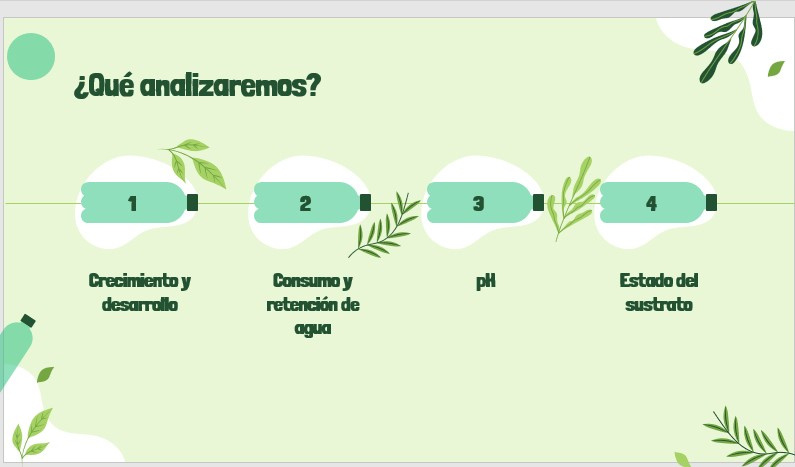 ¿Qué analizaremos?
1
2
3
4
Crecimiento y
desarrollo
Consumo y
retención de
agua
pH
Estado del
sustrato